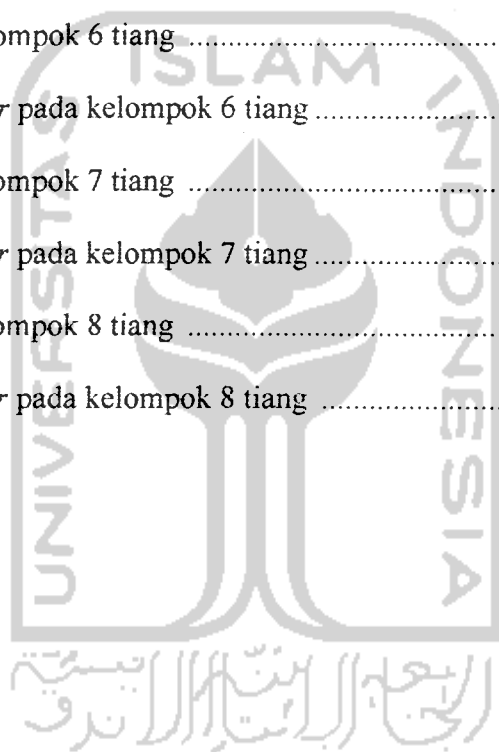 ompok 6 tiang ....................................
r pada kelompok 6 tiang .....................
ompok 7 tiang ....................................
r pada kelompok 7 tiang .....................
ompok 8 tiang ....................................
r pada kelompok 8 tiang .....................
ISLAM
UNIVERSITAS
INDONESIA